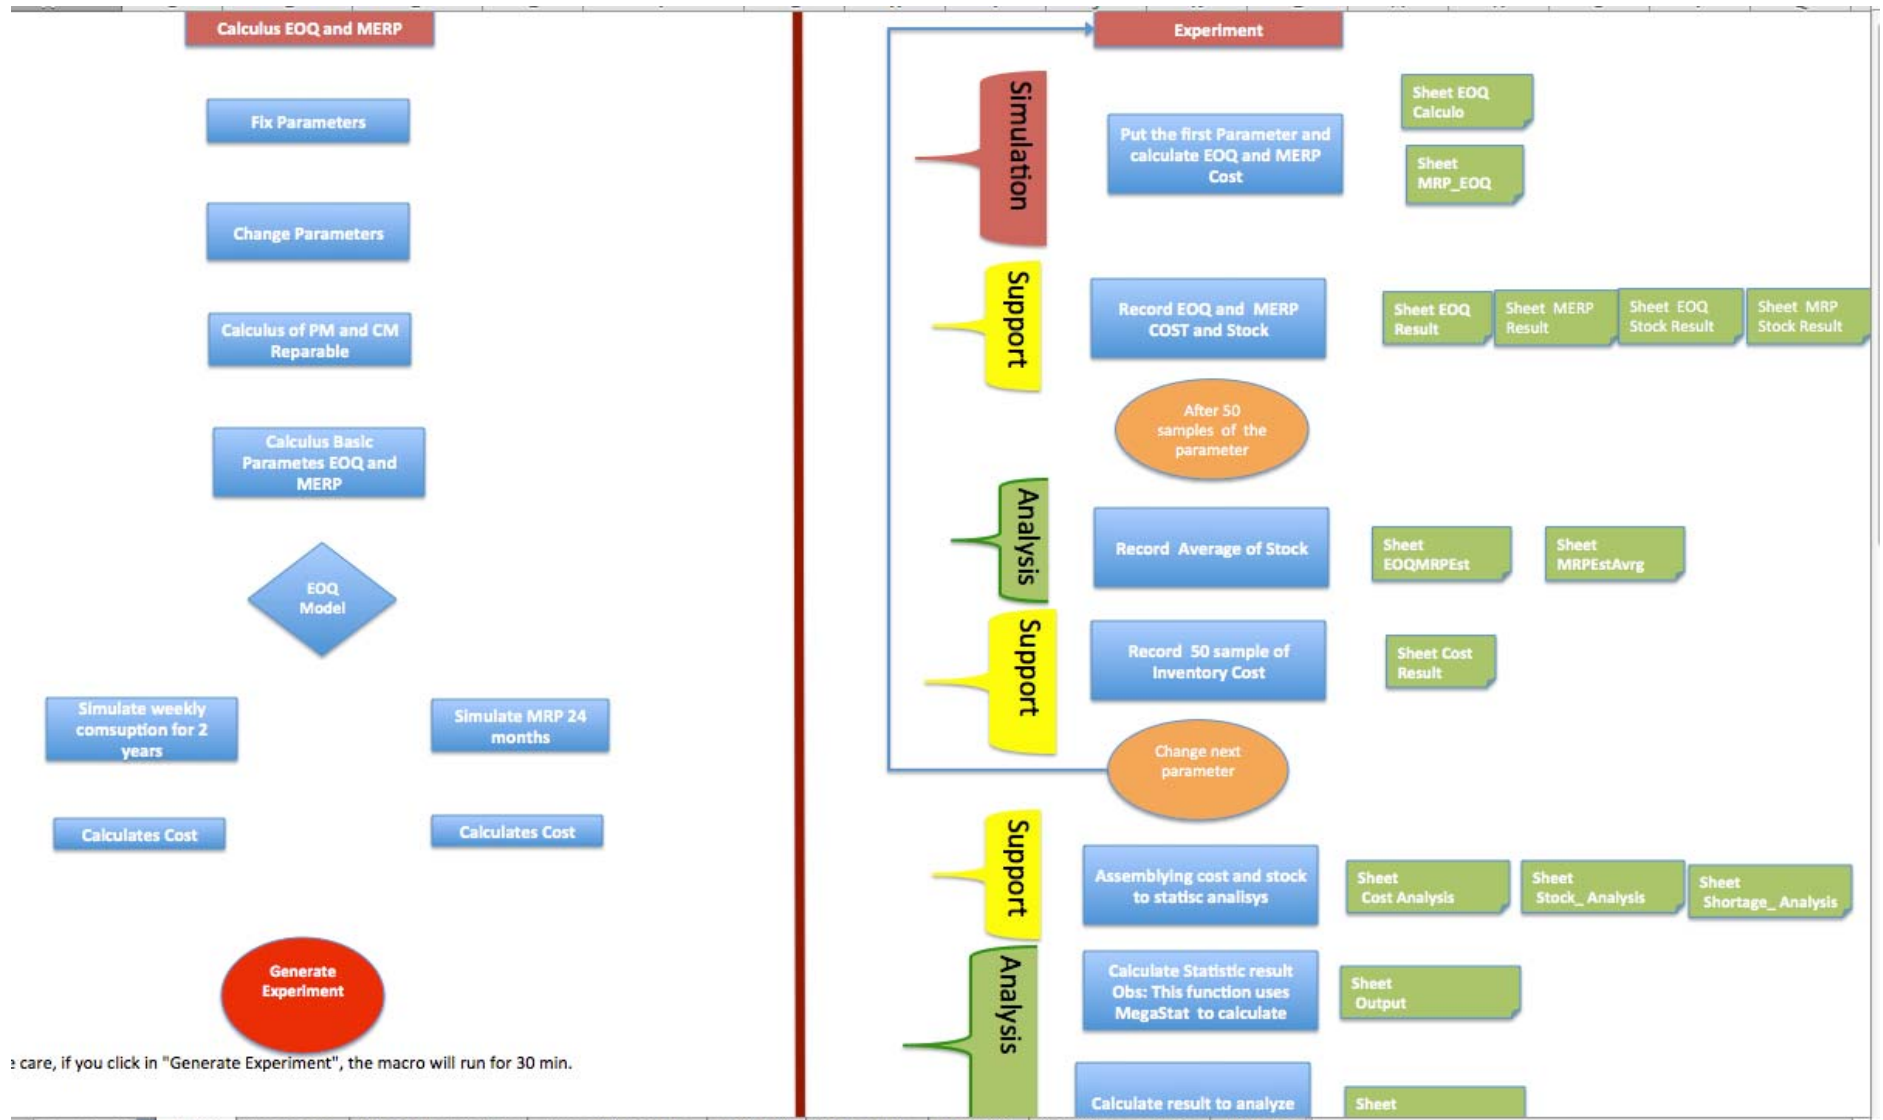 Calculus EOQ and MERP
Fix Parameters
Change Parameters
Calculus of PM and CM
Reparable
Calculus Basic
Parametes EOQ and
MERP
EOQ
Model
Simulate weekly
comsuption for 2
years
Simulate MRP 24
months
Calculates Cost
Calculates Cost
Generate
Experiment
care, if you click in "Generate Experiment", the macro will run for 30 min.
Experiment
Simulation
Put the first Parameter and
calculate EOQ and MERP
Cost
Sheet EOQ
Calculo
Sheet
MRP_EOQ
Support
Record EOQ and MERP
COST and Stock
Sheet EOQ
Result
Sheet MERP
Result
Sheet EOQ
Stock Result
Sheet MRP
Stock Result
After 50
samples of the
parameter
Analysis
Record Average of Stock
Sheet
EOQMRPEst
Sheet
MRPEstAvrg
Support
Record 50 sample of
Inventory Cost
Sheet Cost
Result
Change next
parameter
Support
Assemblying cost and stock
to statisc analisys
Sheet
Cost Analysis
Sheet
Stock_ Analysis
Sheet
Shortage_ Analysis
Analysis
Calculate Statistic result
Obs: This function uses
MegaStat to calculate
Sheet
Output
Calculate result to analyze
Sheet